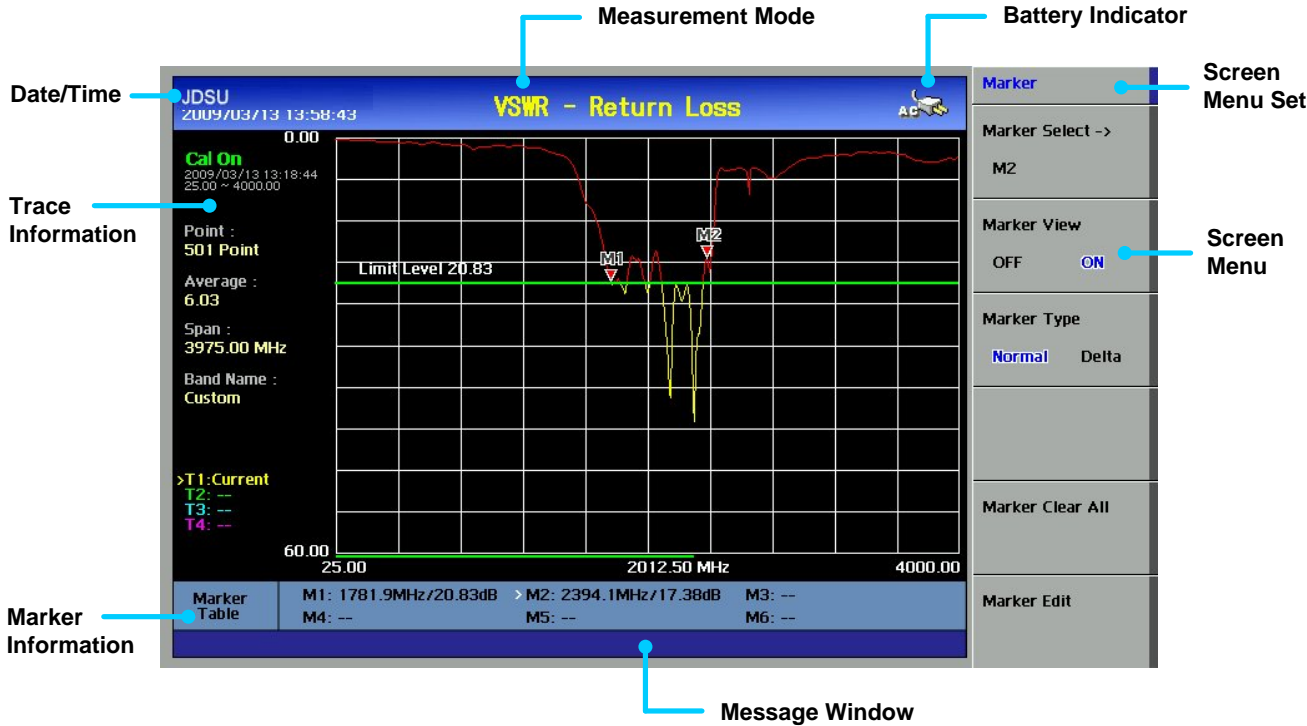 Measurement Mode
Battery Indicator
Date/Time
Screen
Menu Set
Trace
Information
Screen
Menu
Marker
Information
Message Window
JDSU
2009/03/13 13:58:43
VSWR - Return Loss
AC
Cal On
2009/03/13 13:18:44
25.00 ~ 4000.00
Point :
501 Point
Average :
6.03
Span :
3975.00 MHz
Band Name :
Custom
>T1:Current
T2: --
T3: --
T4: --
0.00
Limit Level 20.83
M1
M2
60.00
25.00
2012.50 MHz
4000.00
Marker
Table
M1: 1781.9MHz/20.83dB > M2: 2394.1MHz/17.38dB M3: --
M4: -- M5: -- M6: --
Marker
Marker Select ->
M2
Marker View
OFF ON
Marker Type
Normal Delta
Marker Clear All
Marker Edit